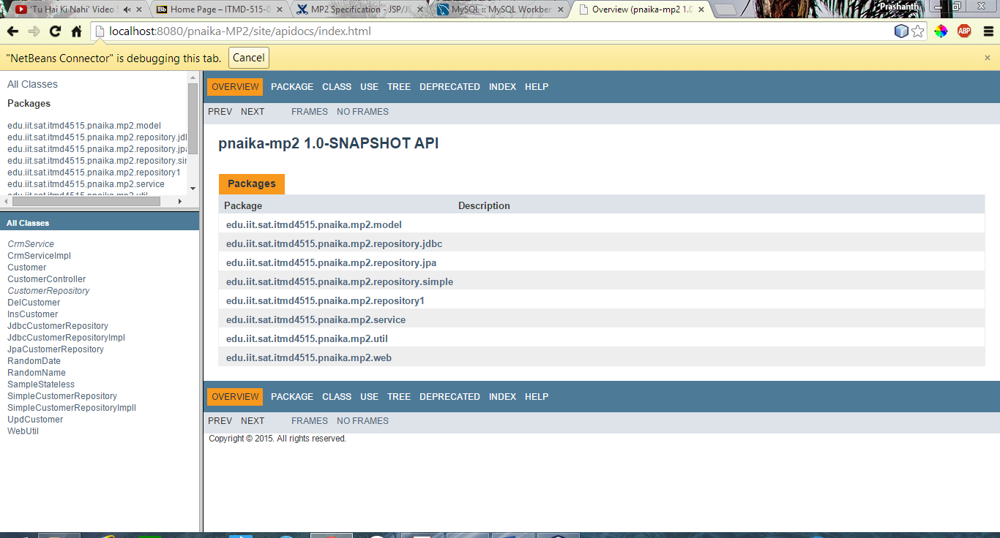 'Tu Hai Ki Nahi' Video
Home Page – ITMD-515-0
MP2 Specification - JSP/JS
MySQL :: MySQL Workben
Overview (pnaika-mp2 1.0
Prashanth
localhost:8080/pnaika-MP2/site/apidocs/index.html
ABP
"NetBeans Connector" is debugging this tab.
Cancel
All Classes
Packages
edu.iit.sat.itmd4515.pnaika.mp2.model
edu.iit.sat.itmd4515.pnaika.mp2.repository.jdl
edu.iit.sat.itmd4515.pnaika.mp2.repository.jpa
edu.iit.sat.itmd4515.pnaika.mp2.repository.sir
edu.iit.sat.itmd4515.pnaika.mp2.repository1
edu.iit.sat.itmd4515.pnaika.mp2.service
edu.iit.sat.itmd4515.pnaika.mp2.util
All Classes
CrmService
CrmServiceImpl
Customer
CustomerController
CustomerRepository
DelCustomer
InsCustomer
JdbcCustomerRepository
JdbcCustomerRepositoryImpl
JpaCustomerRepository
RandomDate
RandomName
SampleStateless
SimpleCustomerRepository
SimpleCustomerRepositoryImpll
UpdCustomer
WebUtil
OVERVIEW PACKAGE CLASS USE TREE DEPRECATED INDEX HELP
PREV NEXT FRAMES NO FRAMES
pnaika-mp2 1.0-SNAPSHOT API
Packages
Package Description
edu.iit.sat.itmd4515.pnaika.mp2.model
edu.iit.sat.itmd4515.pnaika.mp2.repository.jdbc
edu.iit.sat.itmd4515.pnaika.mp2.repository.jpa
edu.iit.sat.itmd4515.pnaika.mp2.repository.simple
edu.iit.sat.itmd4515.pnaika.mp2.repository1
edu.iit.sat.itmd4515.pnaika.mp2.service
edu.iit.sat.itmd4515.pnaika.mp2.util
edu.iit.sat.itmd4515.pnaika.mp2.web
OVERVIEW PACKAGE CLASS USE TREE DEPRECATED INDEX HELP
PREV NEXT FRAMES NO FRAMES
Copyright © 2015. All rights reserved.